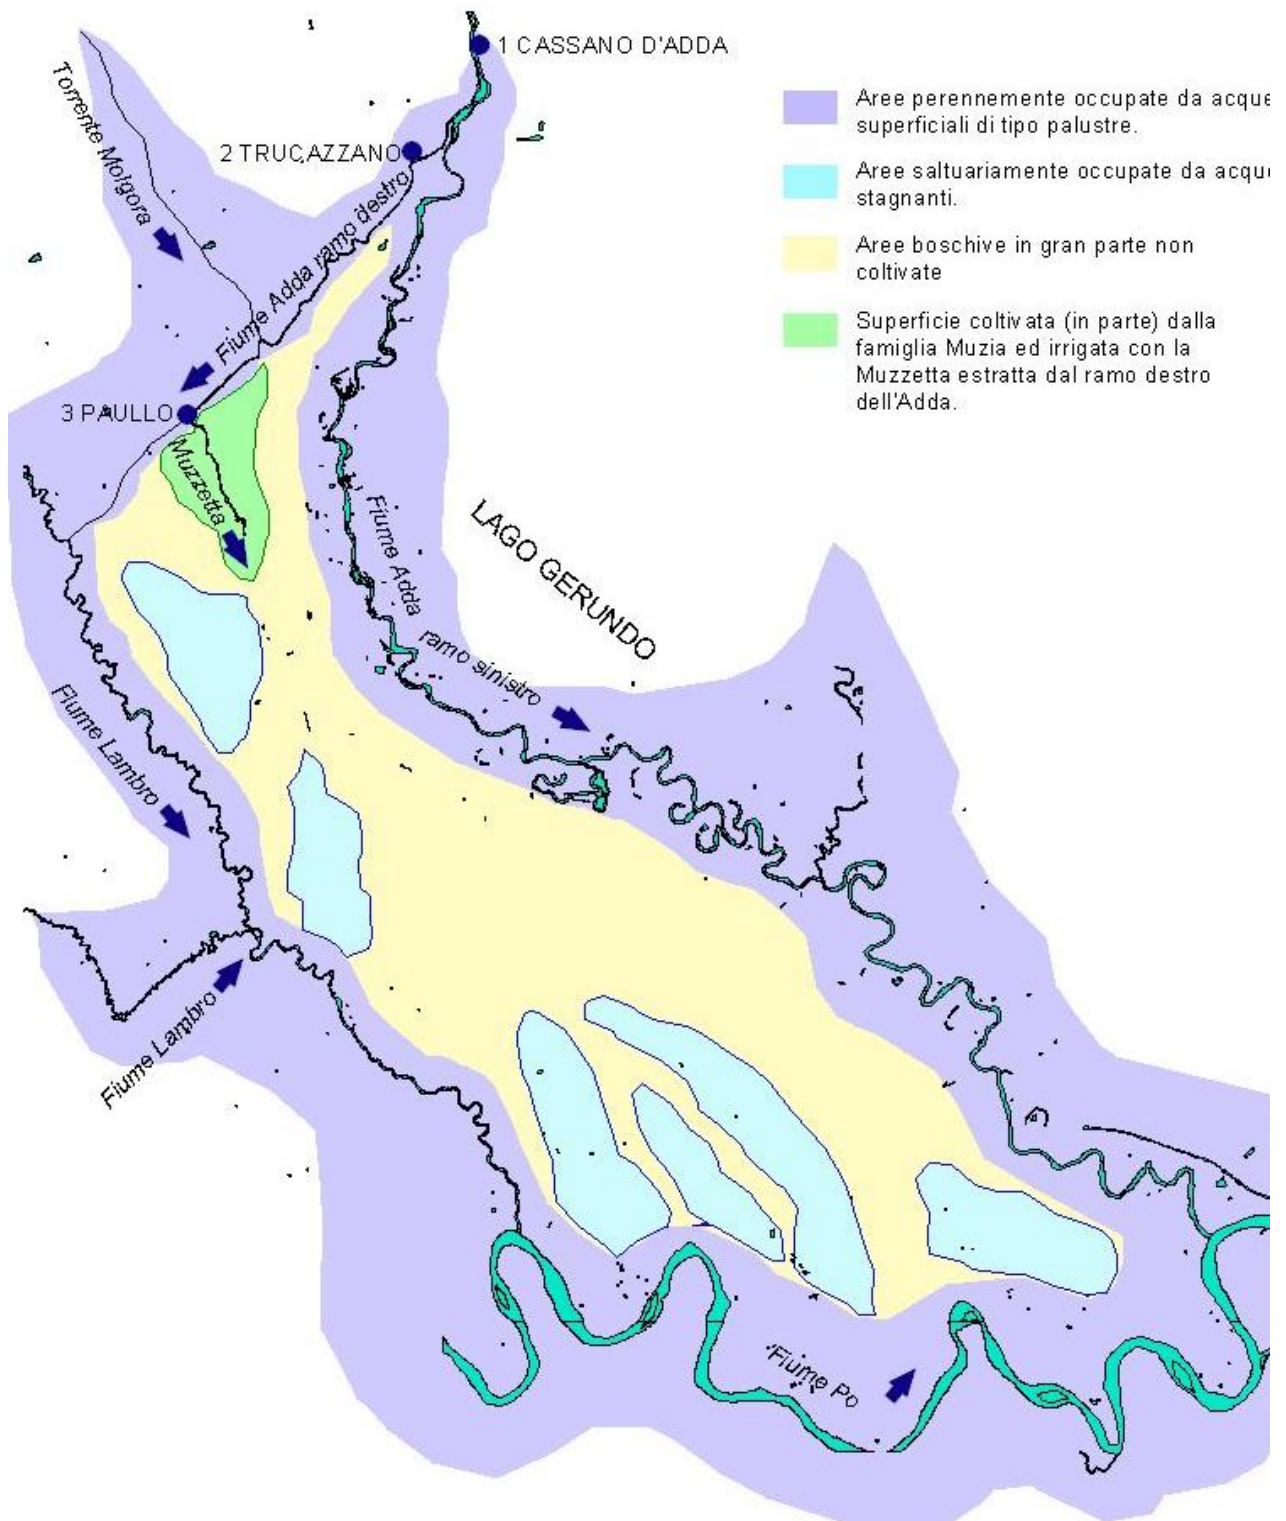 1 CASSANO D'ADDA
2 TRUCAZZANO
3 PAULLO
Torrente Molgora
Fiume Adda ramo destro
Muzzetta
Fiume Adda
ramo sinistro
LAGO GERUNDO
Fiume Lambro
Fiume Lambro
Fiume Po
Aree perennemente occupate da acque
superficiali di tipo palustre.
Aree saltuariamente occupate da acque
stagnanti.
Aree boschive in gran parte non
coltivate
Superficie coltivata (in parte) dalla
famiglia Muzia ed irrigata con la
Muzzetta estratta dal ramo destro
dell'Adda.